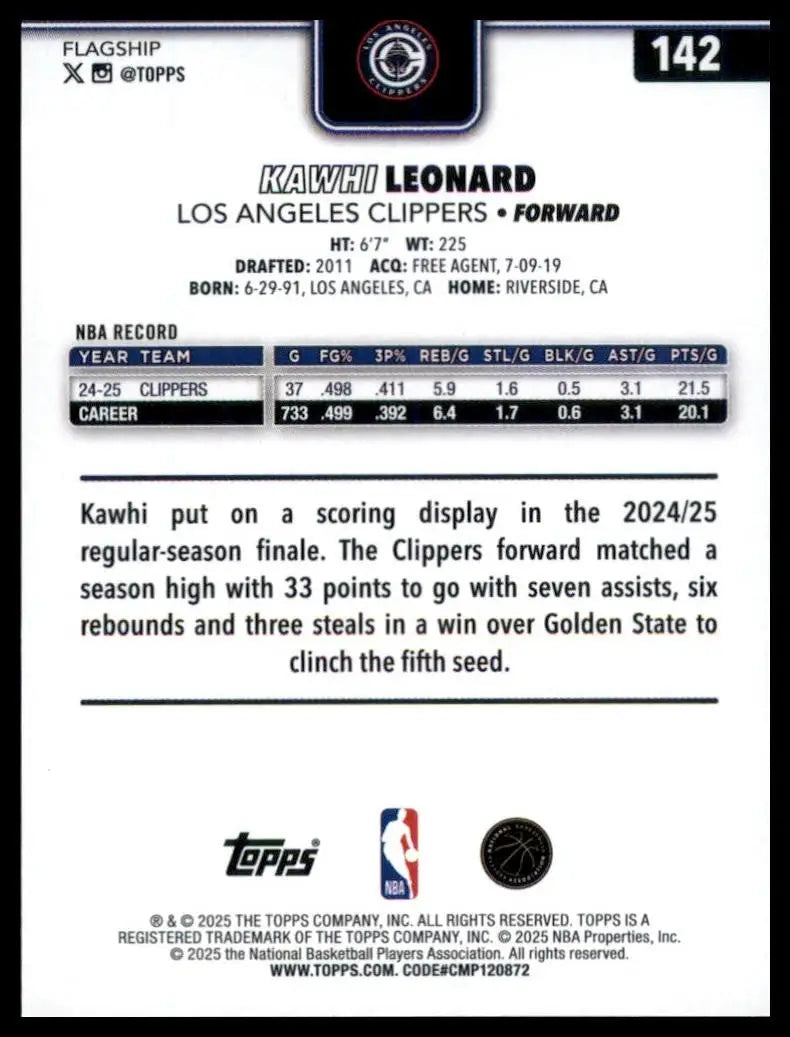 FLAGSHIP
@TOPPS
LOS ANGELES CLIPPERS
142
KAWHI LEONARD
LOS ANGELES CLIPPERS • FORWARD
HT: 6'7" WT: 225
DRAFTED: 2011 ACQ: FREE AGENT, 7-09-19
BORN: 6-29-91, LOS ANGELES, CA HOME: RIVERSIDE, CA
NBA RECORD
YEAR TEAM G FG% 3P% REB/G STL/G BLK/G AST/G PTS/G
24-25 CLIPPERS 37 .498 .411 5.9 1.6 0.5 3.1 21.5
CAREER 733 .499 .392 6.4 1.7 0.6 3.1 20.1
Kawhi put on a scoring display in the 2024/25
regular-season finale. The Clippers forward matched a
season high with 33 points to go with seven assists, six
rebounds and three steals in a win over Golden State to
clinch the fifth seed.
Topps®
NBA
NATIONAL BASKETBALL PLAYERS ASSOCIATION
® & © 2025 THE TOPPS COMPANY, INC. ALL RIGHTS RESERVED. TOPPS IS A
REGISTERED TRADEMARK OF THE TOPPS COMPANY, INC. © 2025 NBA Properties, Inc.
© 2025 the National Basketball Players Association. All rights reserved.
WWW.TOPPS.COM. CODE#CMP120872